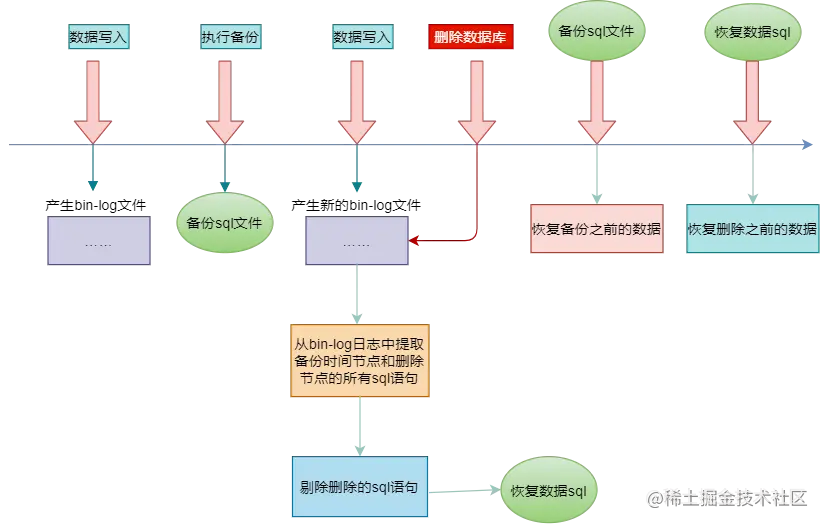 数据写入
执行备份
数据写入
删除数据库
备份sql文件
恢复数据sql
产生bin-log文件
……
备份sql文件
产生新的bin-log文件
……
恢复备份之前的数据
恢复删除之前的数据
从bin-log日志中提取
备份时间节点和删除
节点的所有sql语句
剔除删除的sql语句
恢复数据sql
@稀土掘金技术社区